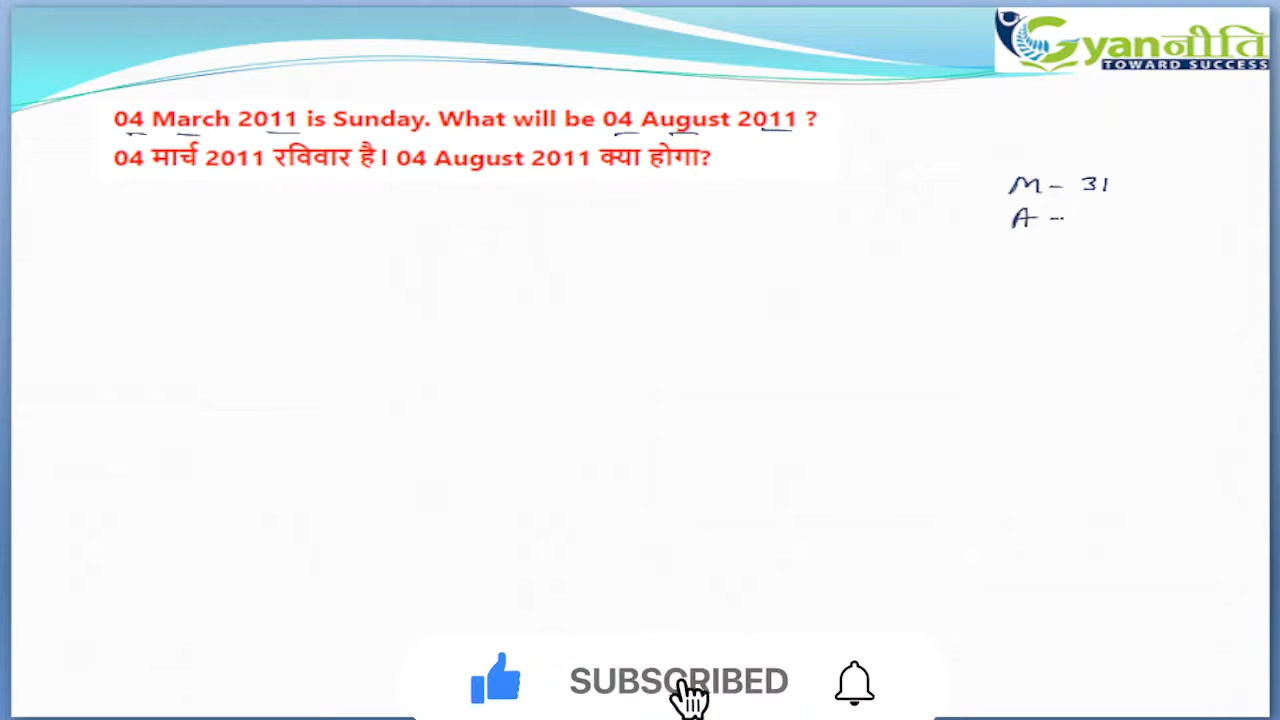 Gyanनीति
TOWARD SUCCESS
04 March 2011 is Sunday. What will be 04 August 2011 ?
04 मार्च 2011 रविवार है। 04 August 2011 क्या होगा?
M - 31
A -
SUBSCRIBED